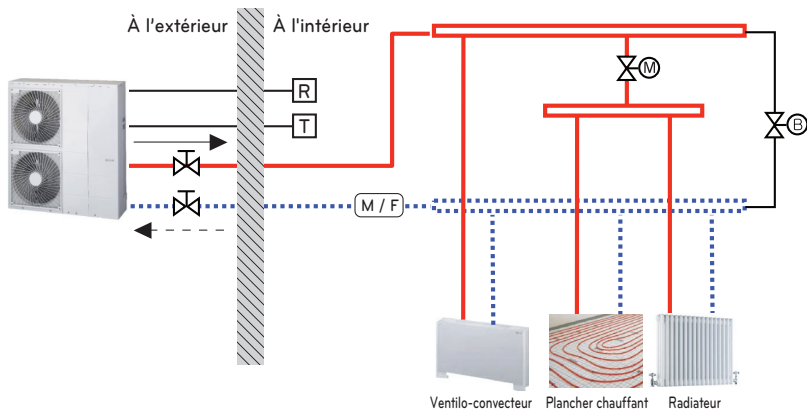 À l'extérieur
À l'intérieur
R
T
M
B
M / F
Ventilo-convecteur
Plancher chauffant
Radiateur